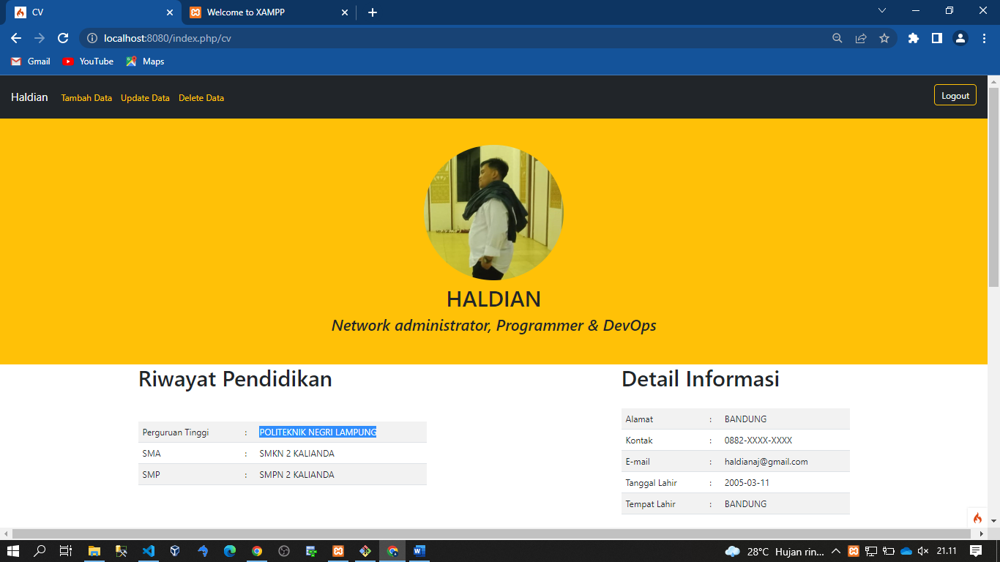 CV
Welcome to XAMPP
localhost:8080/index.php/cv
Gmail YouTube Maps
Haldian Tambah Data Update Data Delete Data Logout
HALDIAN
Network administrator, Programmer & DevOps
Riwayat Pendidikan
Perguruan Tinggi : POLITEKNIK NEGRI LAMPUNG
SMA : SMKN 2 KALIANDA
SMP : SMPN 2 KALIANDA
Detail Informasi
Alamat : BANDUNG
Kontak : 0882-XXXX-XXXX
E-mail : haldianaj@gmail.com
Tanggal Lahir : 2005-03-11
Tempat Lahir : BANDUNG
28°C Hujan rin... 21.11